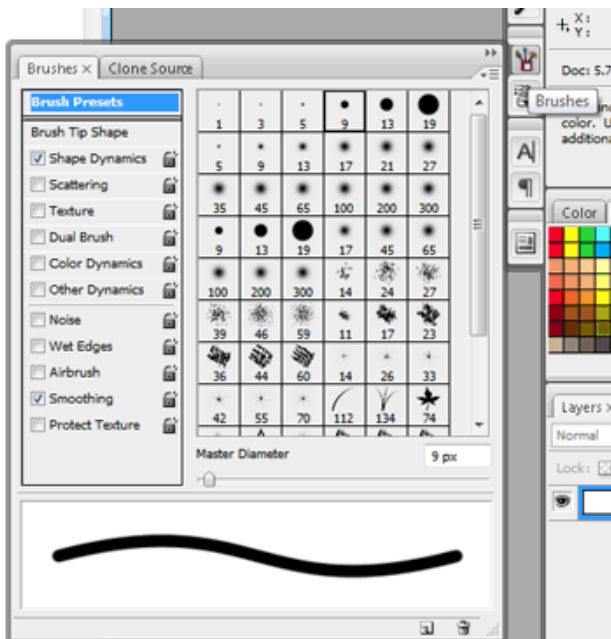 Brushes × Clone Source
Brush Presets
Brush Tip Shape
Shape Dynamics
Scattering
Texture
Dual Brush
Color Dynamics
Other Dynamics
Noise
Wet Edges
Airbrush
Smoothing
Protect Texture
1 3 5 9 13 19
5 9 13 17 21 27
35 45 65 100 200 300
9 13 19 17 45 65
100 200 300 14 24 27
39 46 59 11 17 23
36 44 60 14 26 33
42 55 70 112 134 74
Master Diameter 9 px
X:
Y:
Doc: 5.7
Brushes
color. U
additiona
A
¶
Color
Layers ×
Normal
Lock: